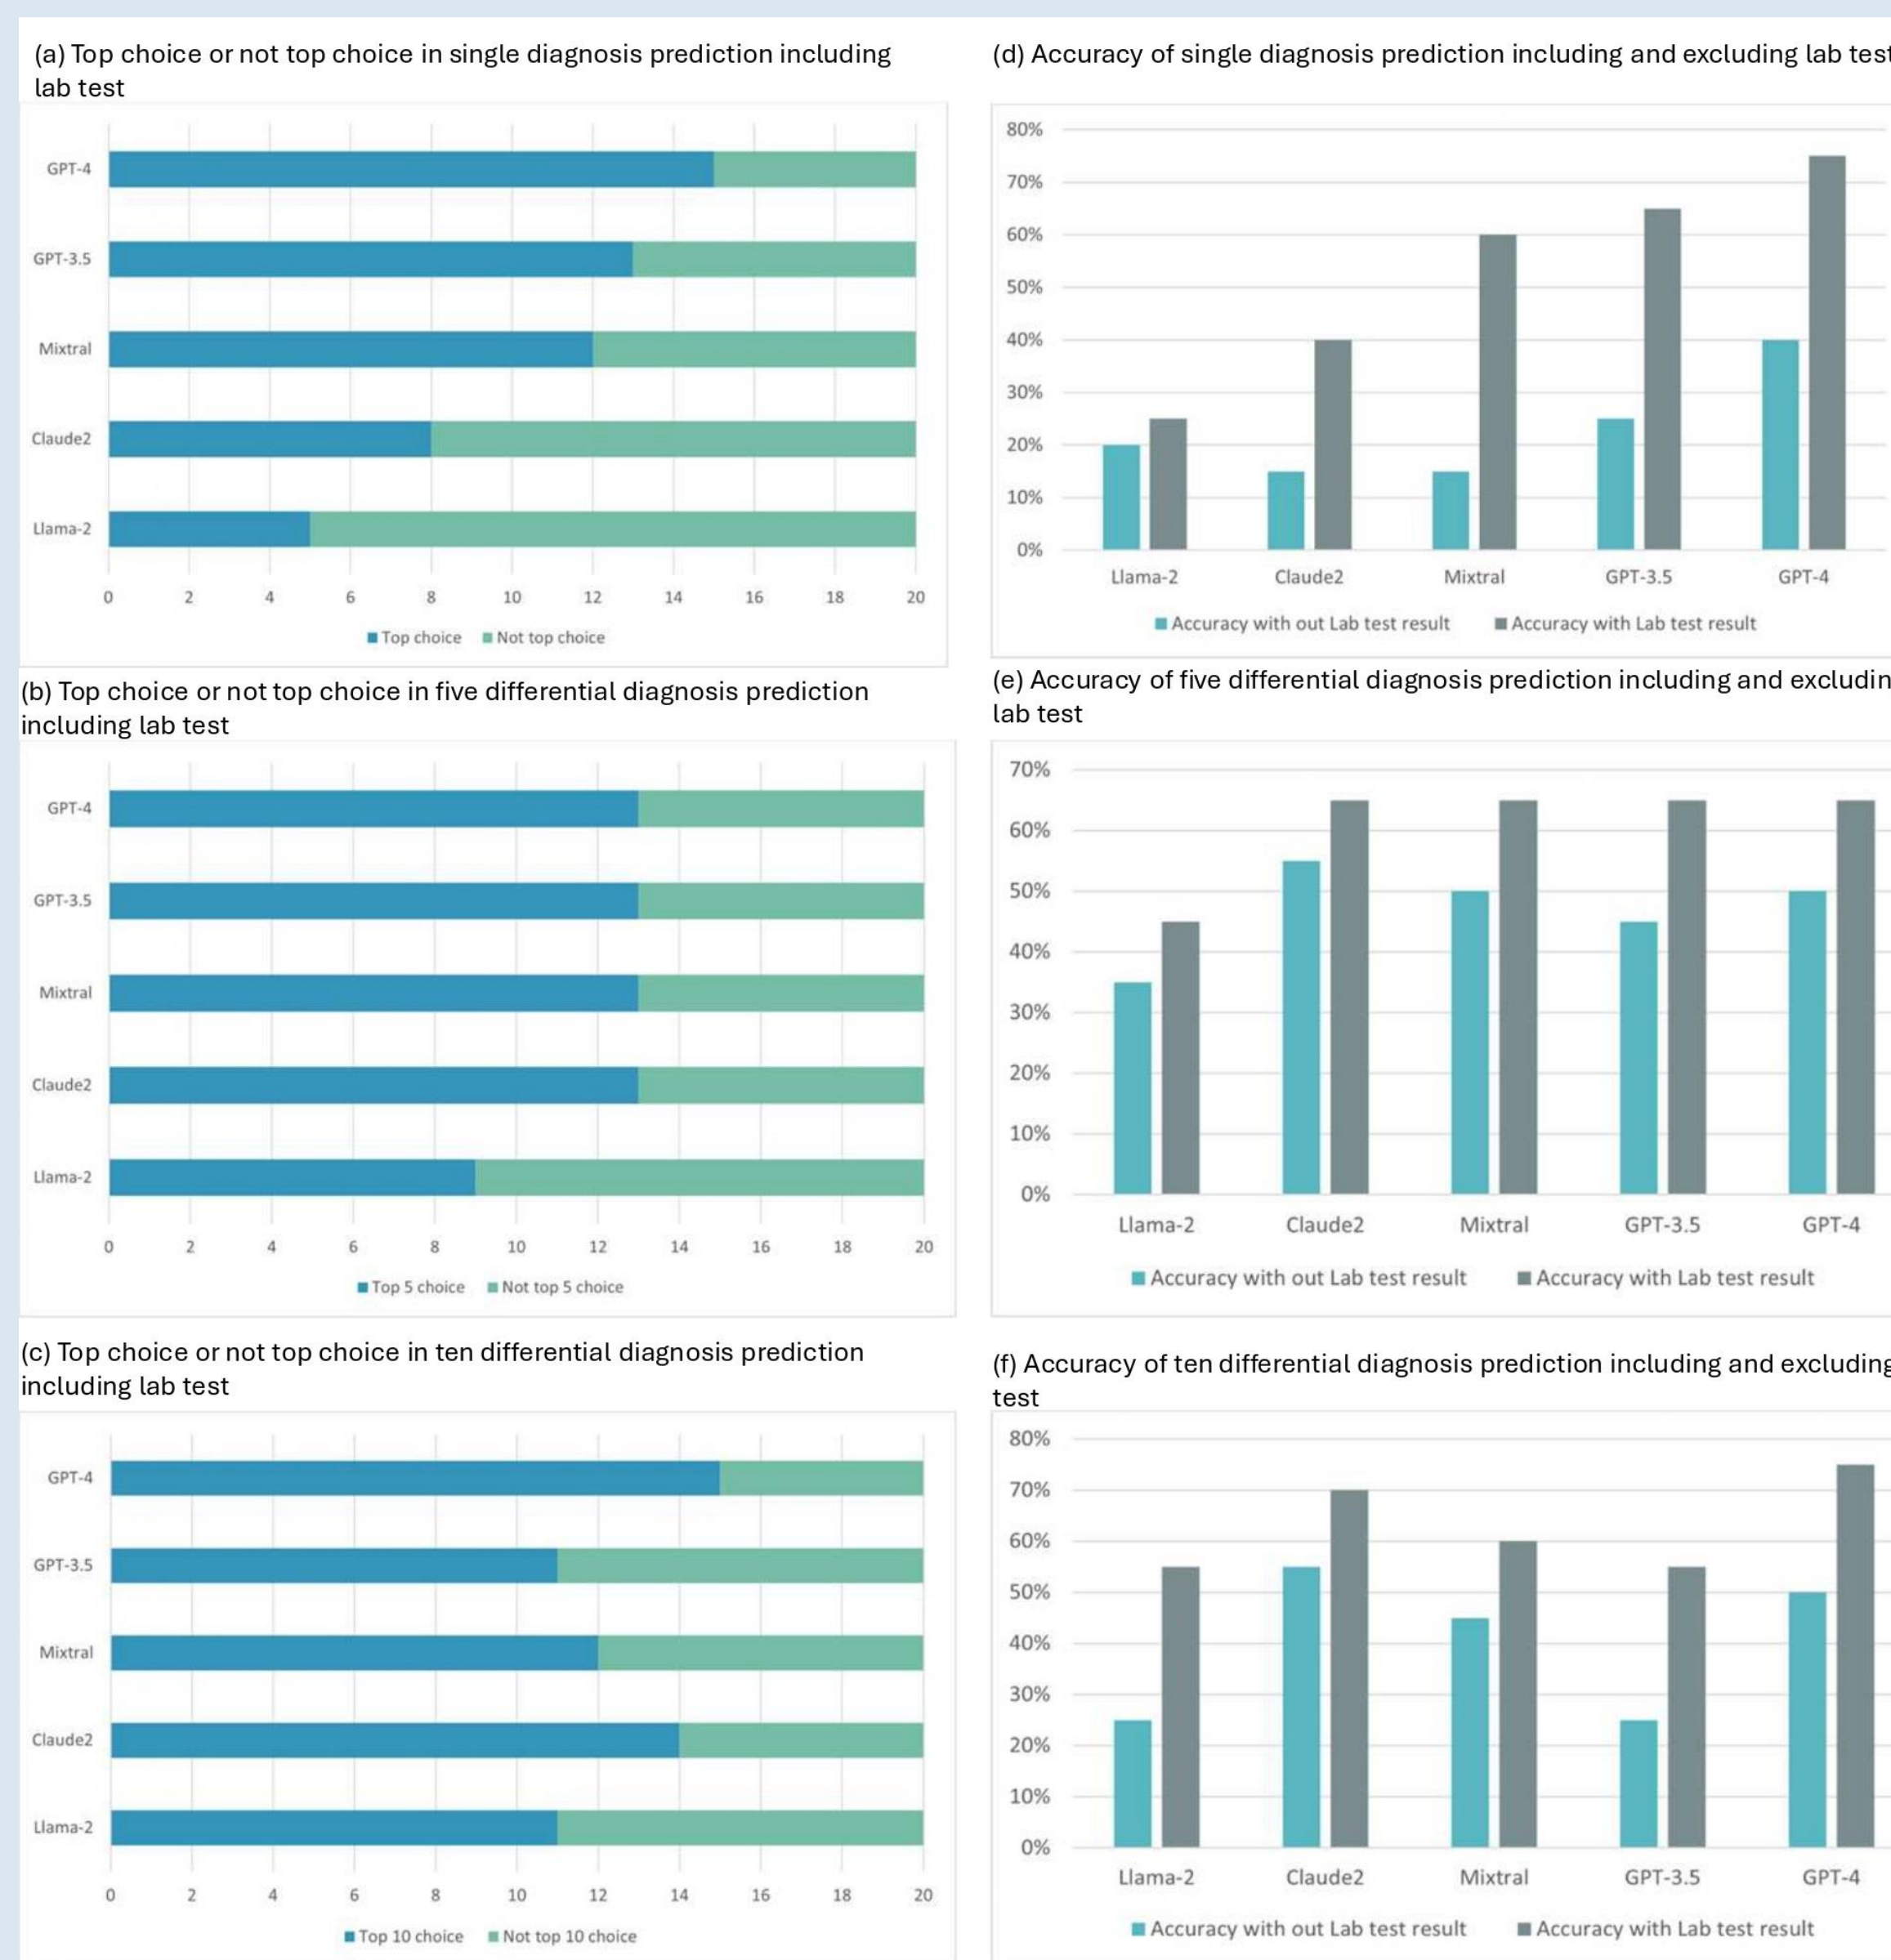 (a) Top choice or not top choice in single diagnosis prediction including
lab test
GPT-4
GPT-3.5
Mixtral
Claude2
Llama-2
0 2 4 6 8 10 12 14 16 18 20
Top choice Not top choice
(b) Top choice or not top choice in five differential diagnosis prediction
including lab test
GPT-4
GPT-3.5
Mixtral
Claude2
Llama-2
0 2 4 6 8 10 12 14 16 18 20
Top 5 choice Not top 5 choice
(c) Top choice or not top choice in ten differential diagnosis prediction
including lab test
GPT-4
GPT-3.5
Mixtral
Claude2
Llama-2
0 2 4 6 8 10 12 14 16 18 20
Top 10 choice Not top 10 choice
(d) Accuracy of single diagnosis prediction including and excluding lab test
80%
70%
60%
50%
40%
30%
20%
10%
0%
Llama-2 Claude2 Mixtral GPT-3.5 GPT-4
Accuracy with out Lab test result Accuracy with Lab test result
(e) Accuracy of five differential diagnosis prediction including and excludin
lab test
70%
60%
50%
40%
30%
20%
10%
0%
Llama-2 Claude2 Mixtral GPT-3.5 GPT-4
Accuracy with out Lab test result Accuracy with Lab test result
(f) Accuracy of ten differential diagnosis prediction including and excluding
test
80%
70%
60%
50%
40%
30%
20%
10%
0%
Llama-2 Claude2 Mixtral GPT-3.5 GPT-4
Accuracy with out Lab test result Accuracy with Lab test result